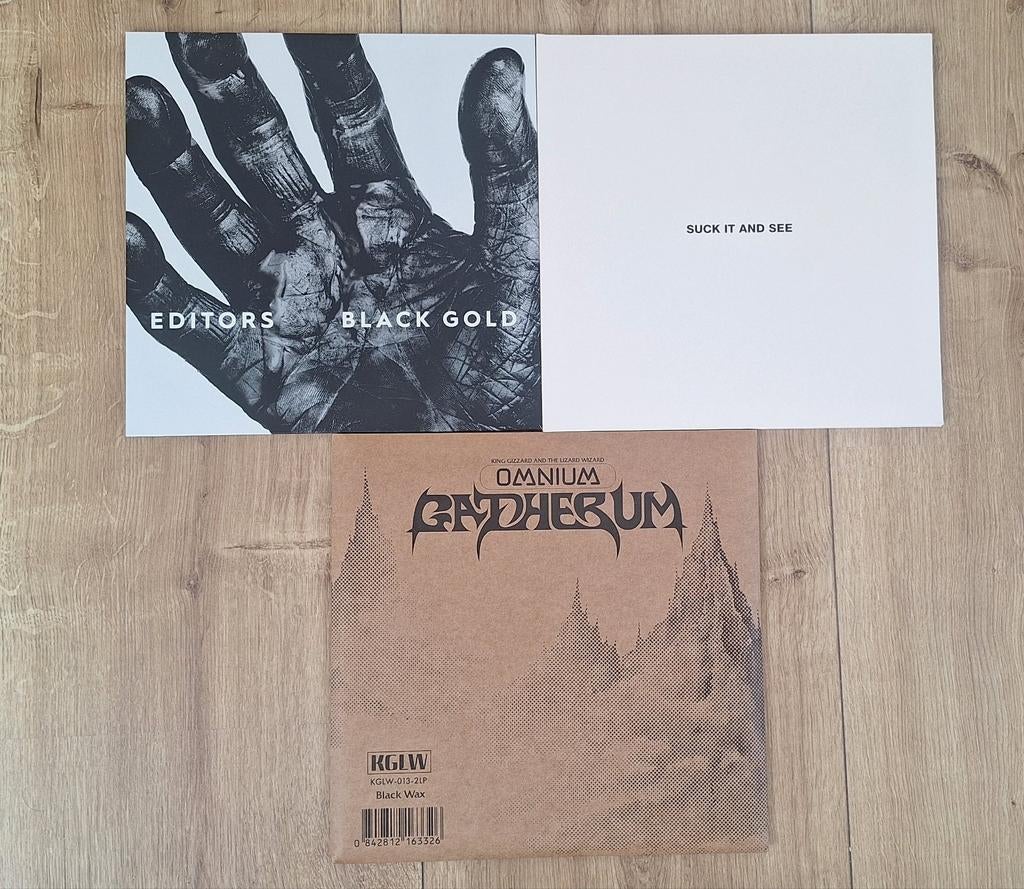 EDITORS BLACK GOLD
SUCK IT AND SEE
KING GIZZARD AND THE LIZARD WIZARD
OMNIUM
GATHERUM
KGLW
KGLW-013-2LP
Black Wax
0 842812 163326